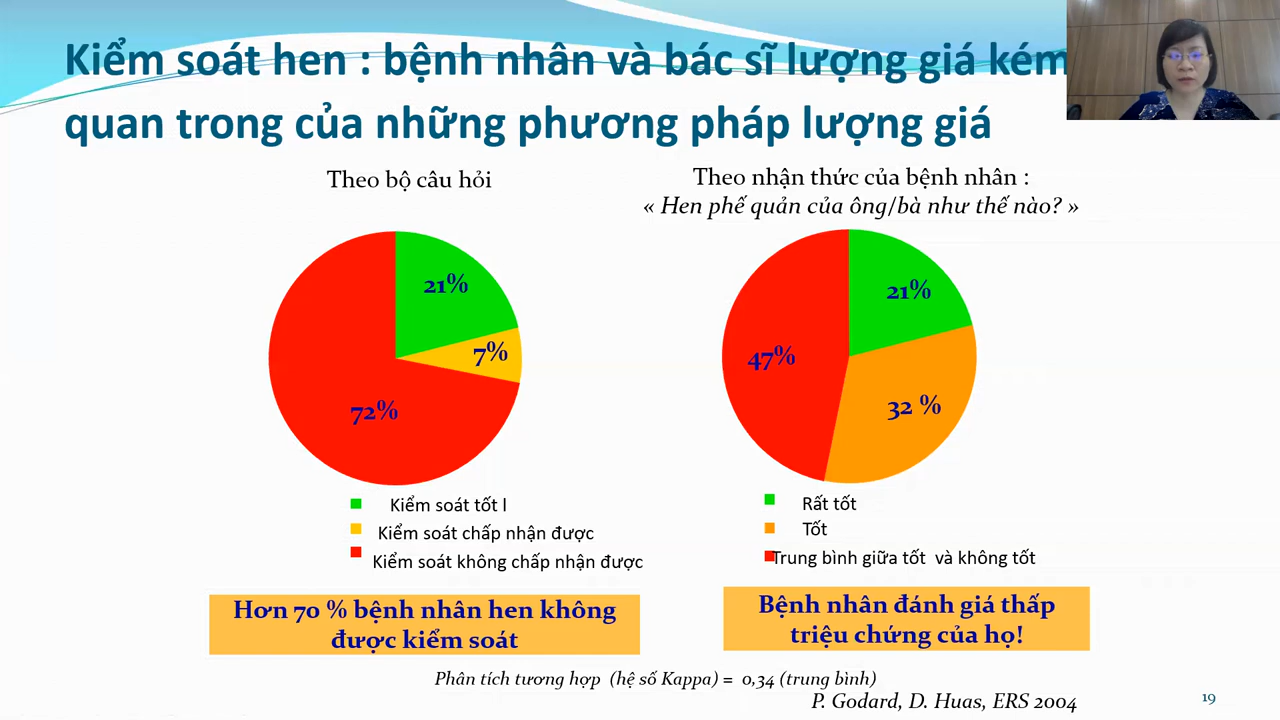 Kiểm soát hen : bệnh nhân và bác sĩ lượng giá kém
quan trong của những phương pháp lượng giá
Theo bộ câu hỏi
Theo nhận thức của bệnh nhân :
« Hen phế quản của ông/bà như thế nào? »
21%
7%
72%
21%
47%
32 %
Kiểm soát tốt l
Kiểm soát chấp nhận được
Kiểm soát không chấp nhận được
Rất tốt
Tốt
Trung bình giữa tốt và không tốt
Hơn 70 % bệnh nhân hen không
được kiểm soát
Bệnh nhân đánh giá thấp
triệu chứng của họ!
Phân tích tương hợp (hệ số Kappa) = 0,34 (trung bình)
P. Godard, D. Huas, ERS 2004
19